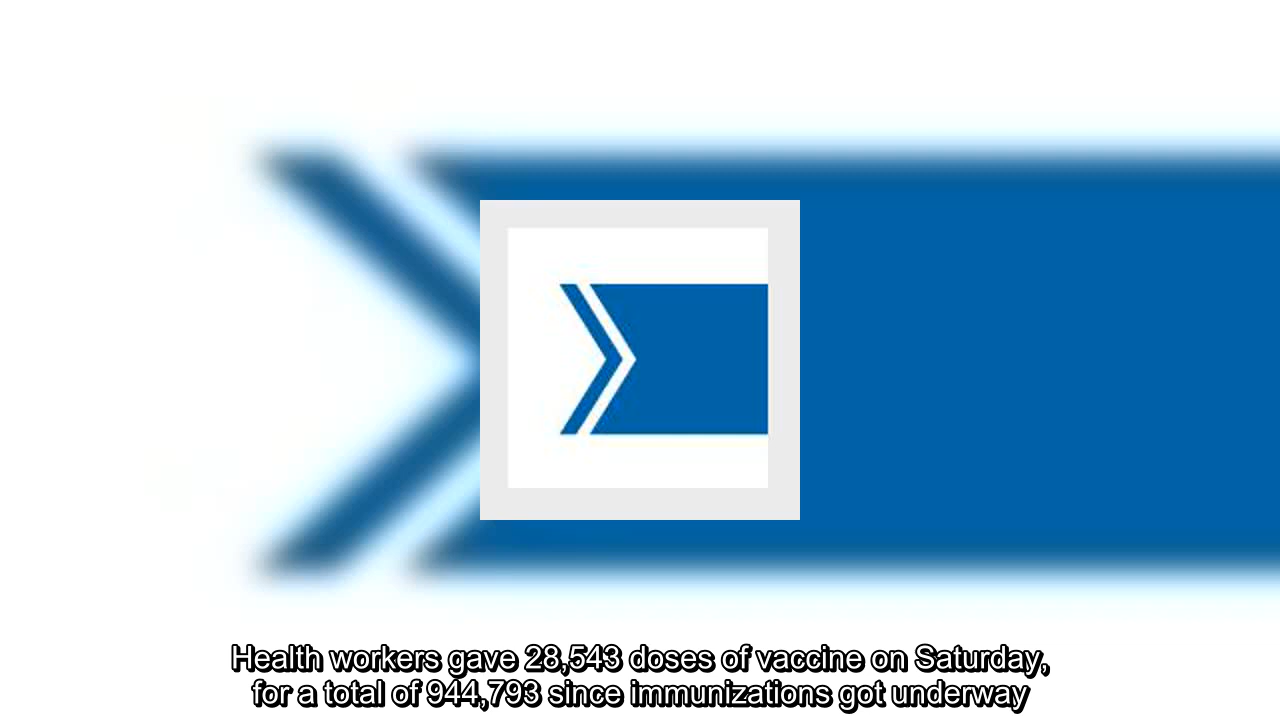 Health workers gave 28,543 doses of vaccine on Saturday,
for a total of 944,793 since immunizations got underway